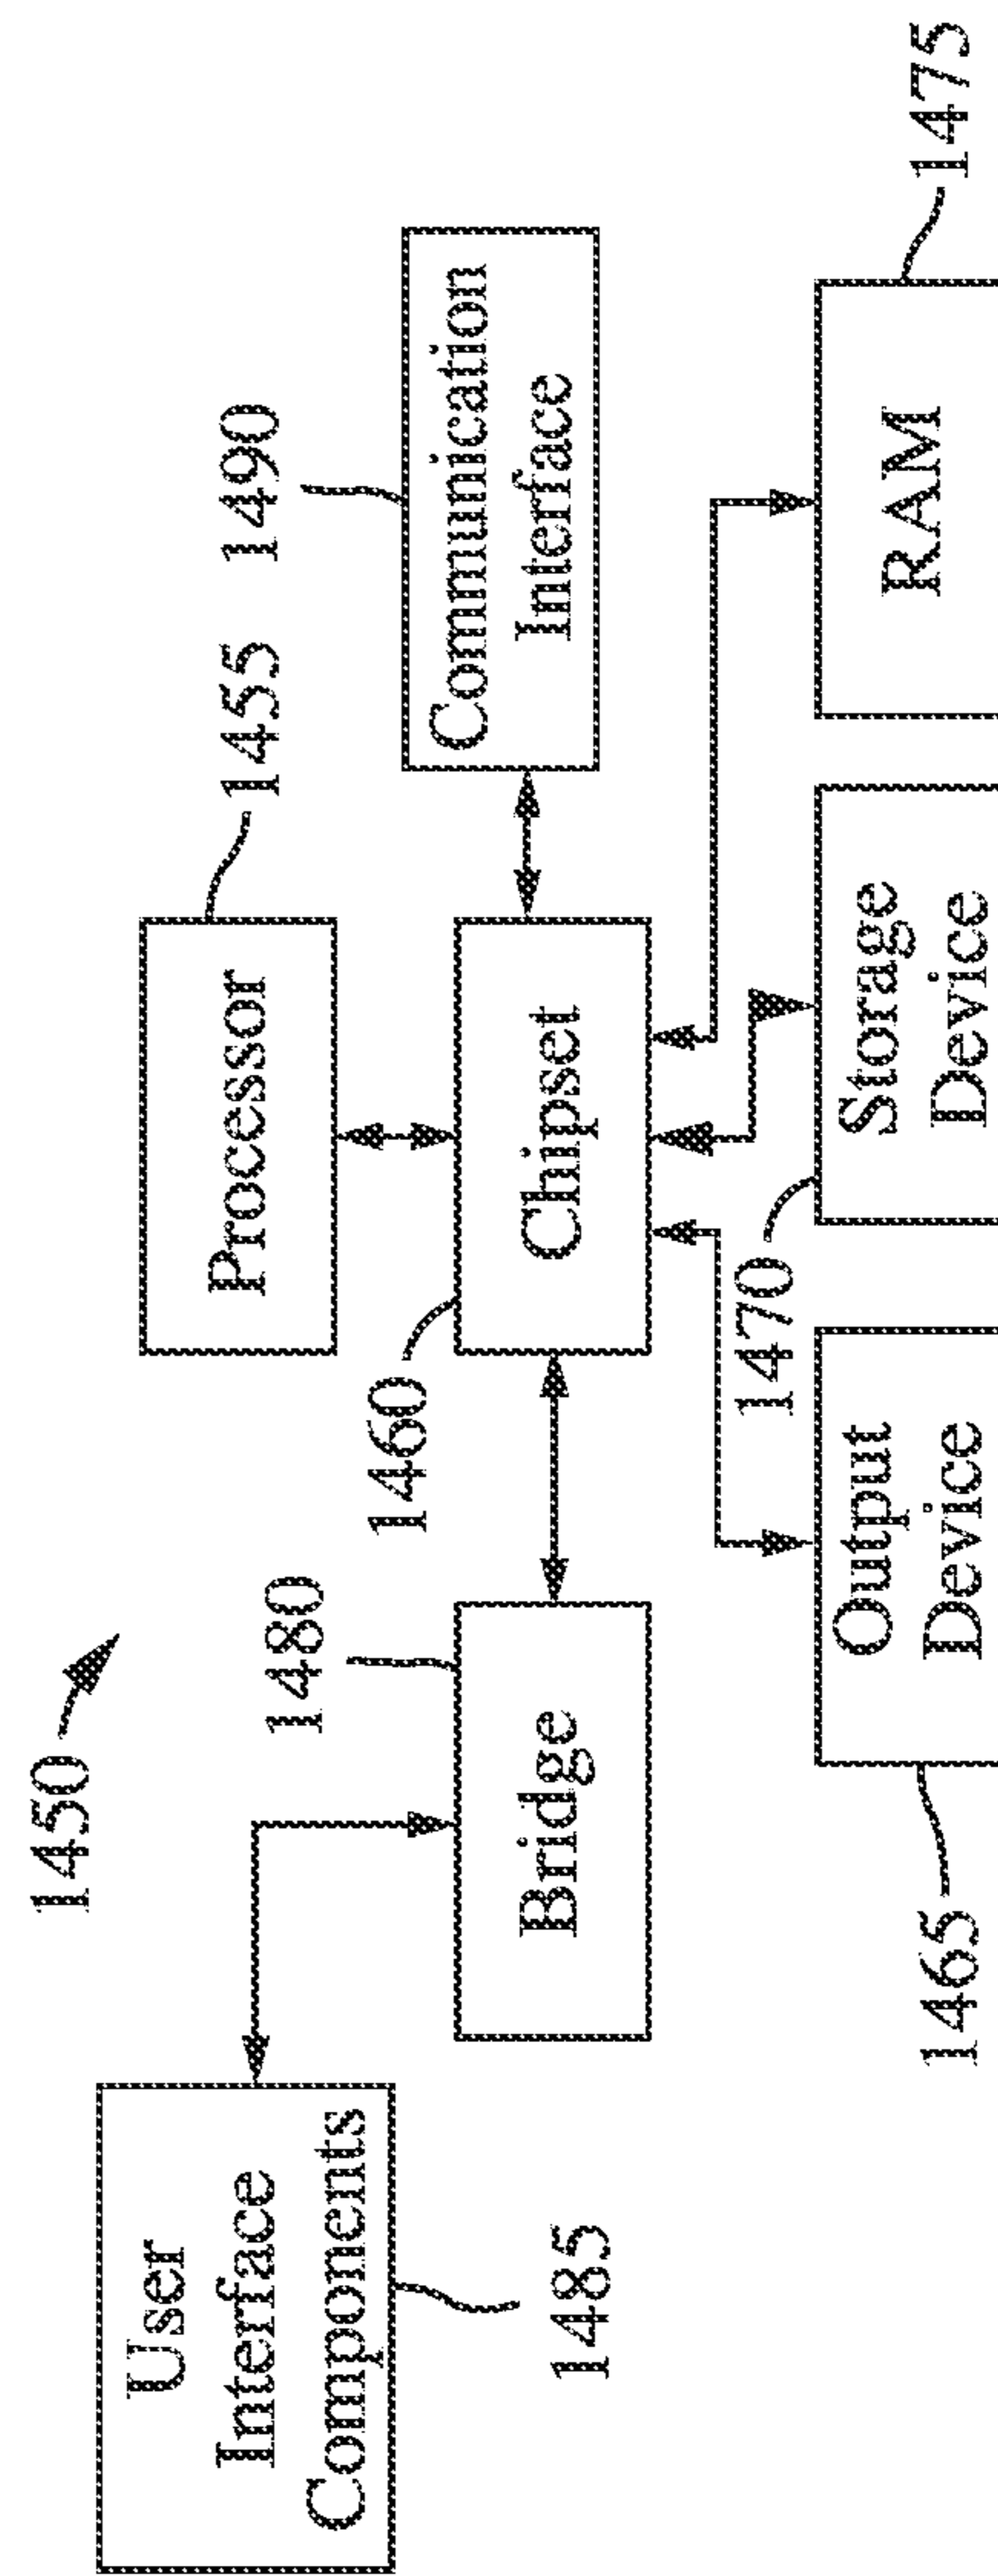 1450
User
Interface
Components
1485
Bridge
1480
Processor
1455
Chipset
1460
Communication
Interface
1490
Output
Device
1465
Storage
Device
1470
RAM
1475